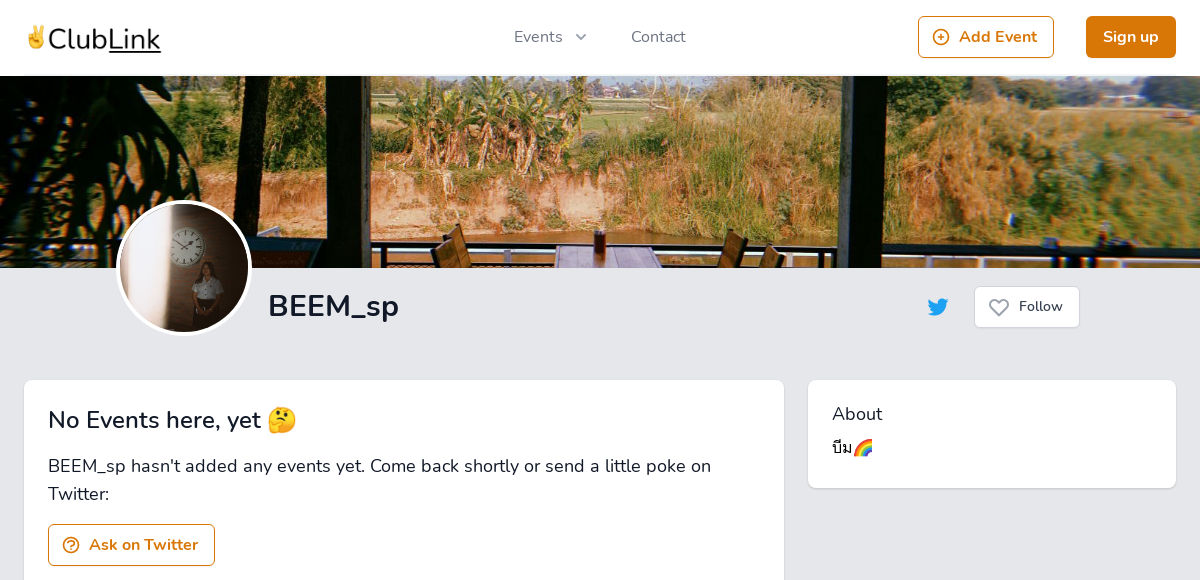 ✌️ClubLink
Events
Contact
Add Event
Sign up
BEEM_sp
Follow
No Events here, yet 🤔
BEEM_sp hasn't added any events yet. Come back shortly or send a little poke on
Twitter:
Ask on Twitter
About
บีม🌈